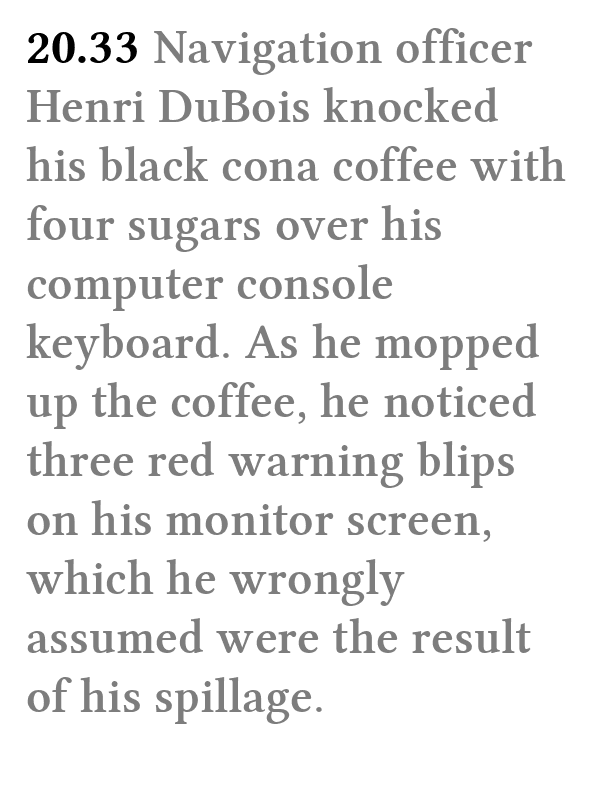 20.33 Navigation officer
Henri DuBois knocked
his black cona coffee with
four sugars over his
computer console
keyboard. As he mopped
up the coffee, he noticed
three red warning blips
on his monitor screen,
which he wrongly
assumed were the result
of his spillage.